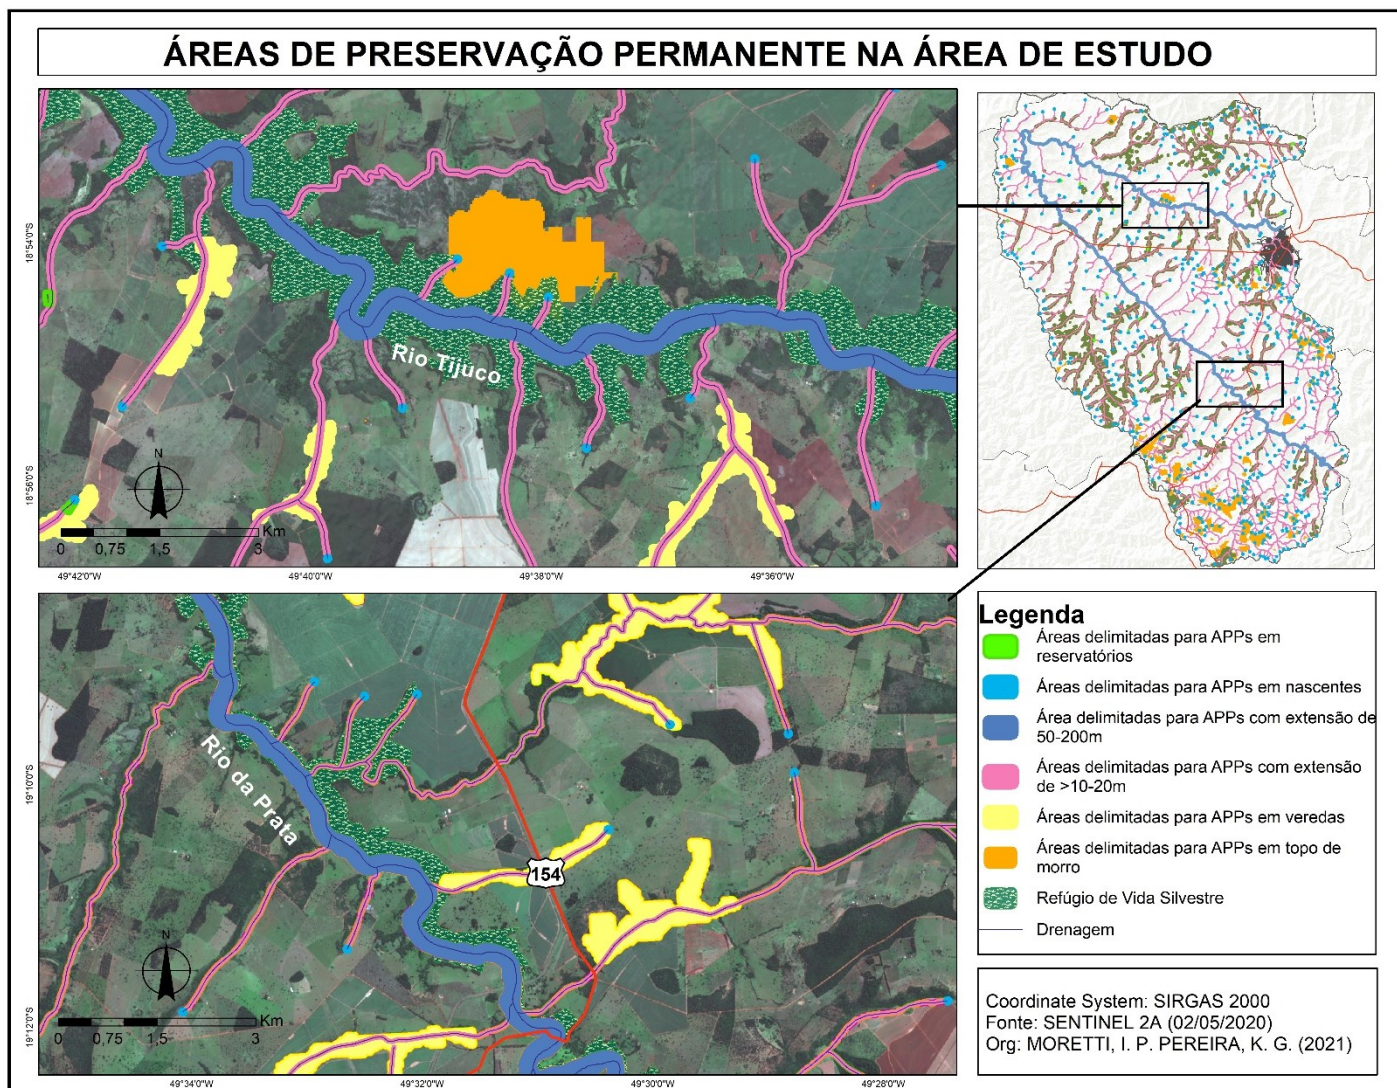 ÁREAS DE PRESERVAÇÃO PERMANENTE NA ÁREA DE ESTUDO
18°54'0"S
18°56'0"S
Rio Tijuco
N
Km
0 0,75 1,5 3
49°42'0"W 49°40'0"W 49°38'0"W 49°36'0"W
19°10'0"S
19°12'0"S
Rio da Prata
154
N
Km
0 0,75 1,5 3
49°34'0"W 49°32'0"W 49°30'0"W 49°28'0"W
Legenda
Áreas delimitadas para APPs em
reservatórios
Áreas delimitadas para APPs em nascentes
Área delimitadas para APPs com extensão de
50-200m
Áreas delimitadas para APPs com extensão
de >10-20m
Áreas delimitadas para APPs em veredas
Áreas delimitadas para APPs em topo de
morro
Refúgio de Vida Silvestre
Drenagem
Coordinate System: SIRGAS 2000
Fonte: SENTINEL 2A (02/05/2020)
Org: MORETTI, I. P. PEREIRA, K. G. (2021)